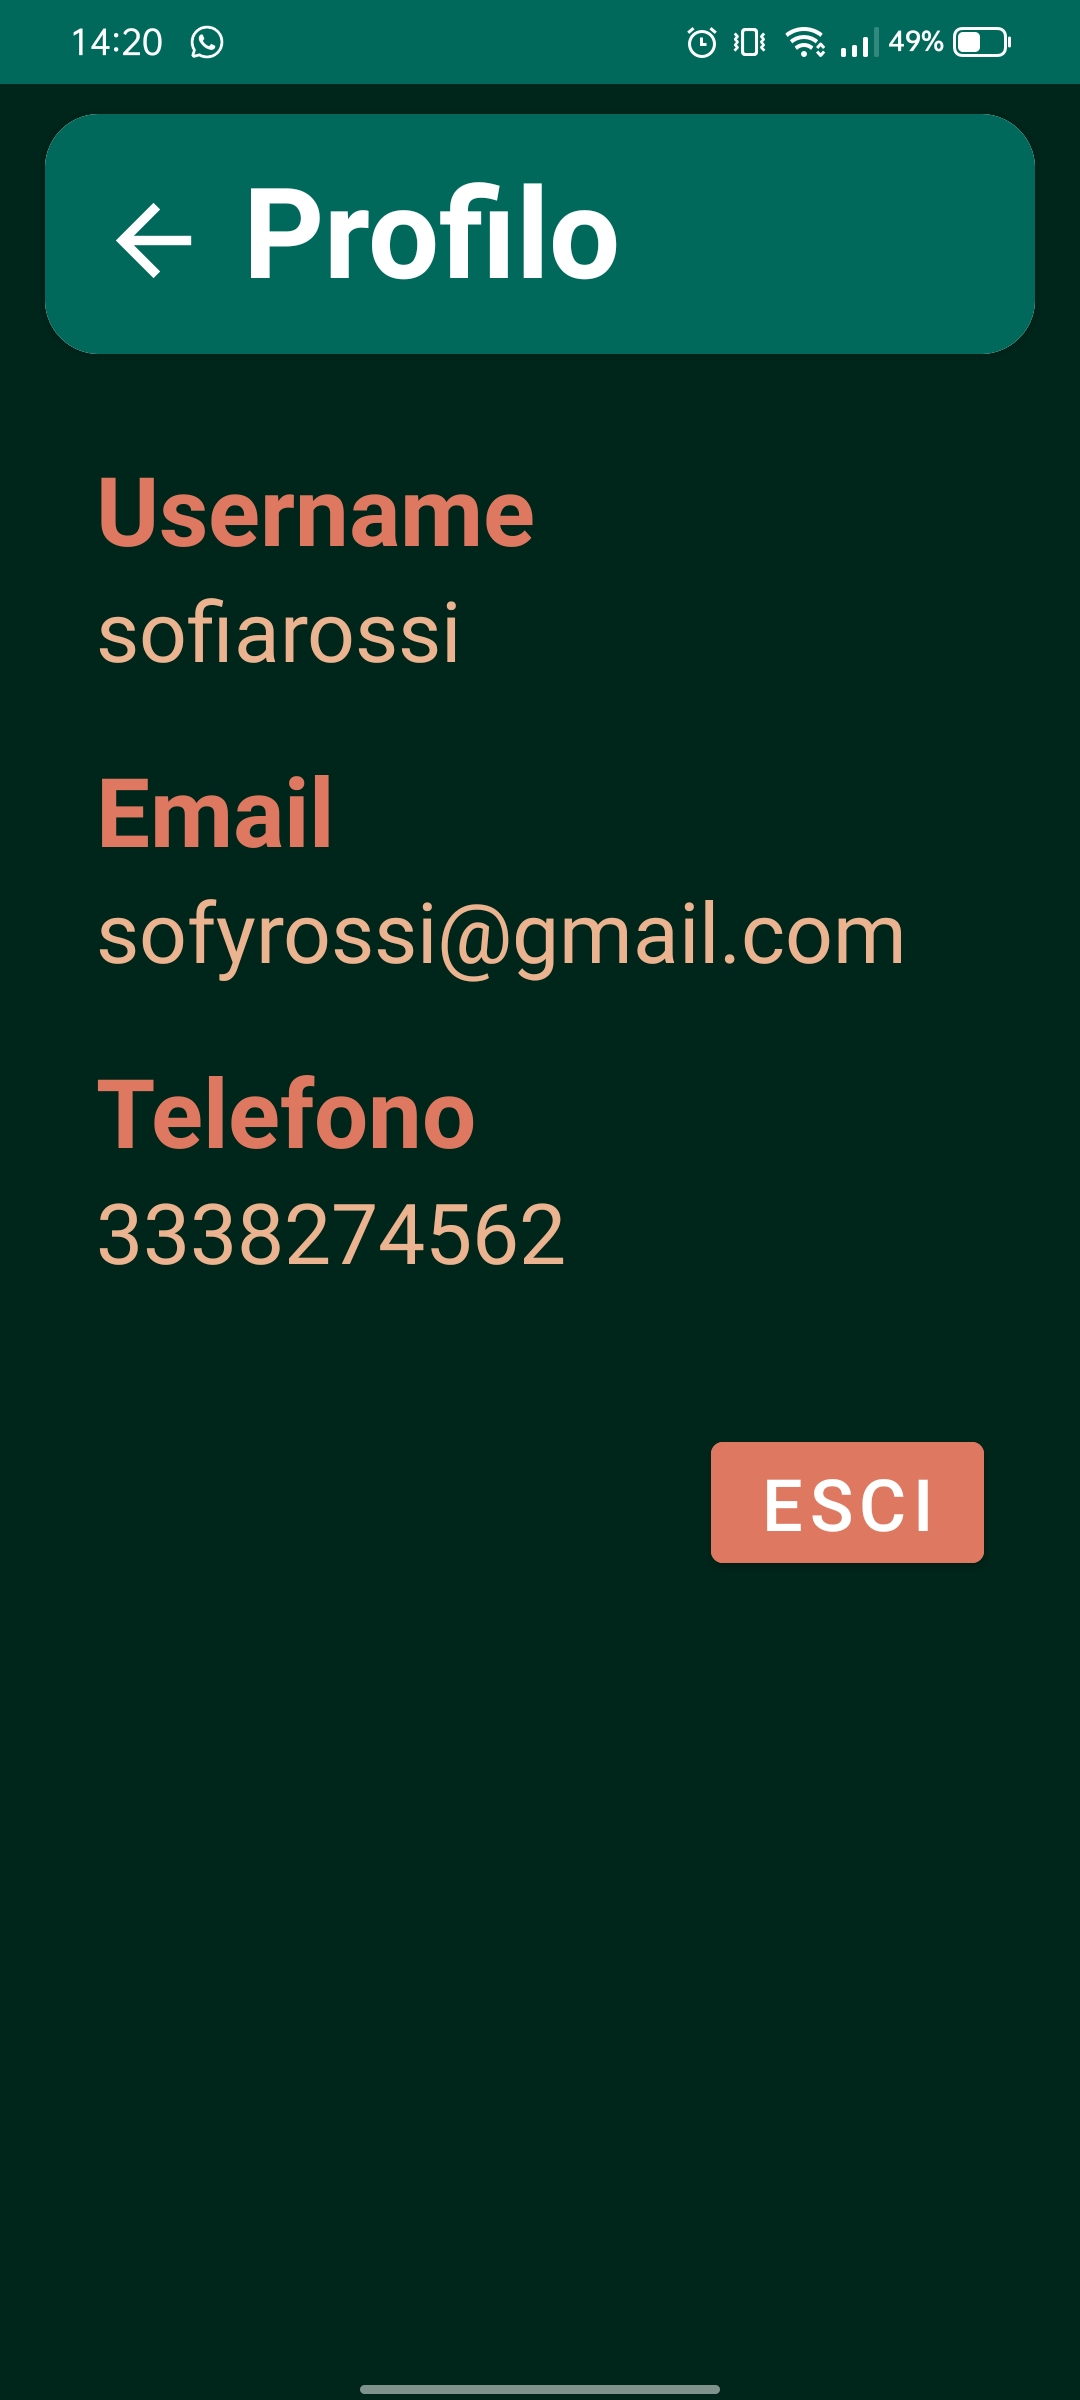 14:20 49%
Profilo
Username
sofiarossi
Email
sofyrossi@gmail.com
Telefono
3338274562
ESCI